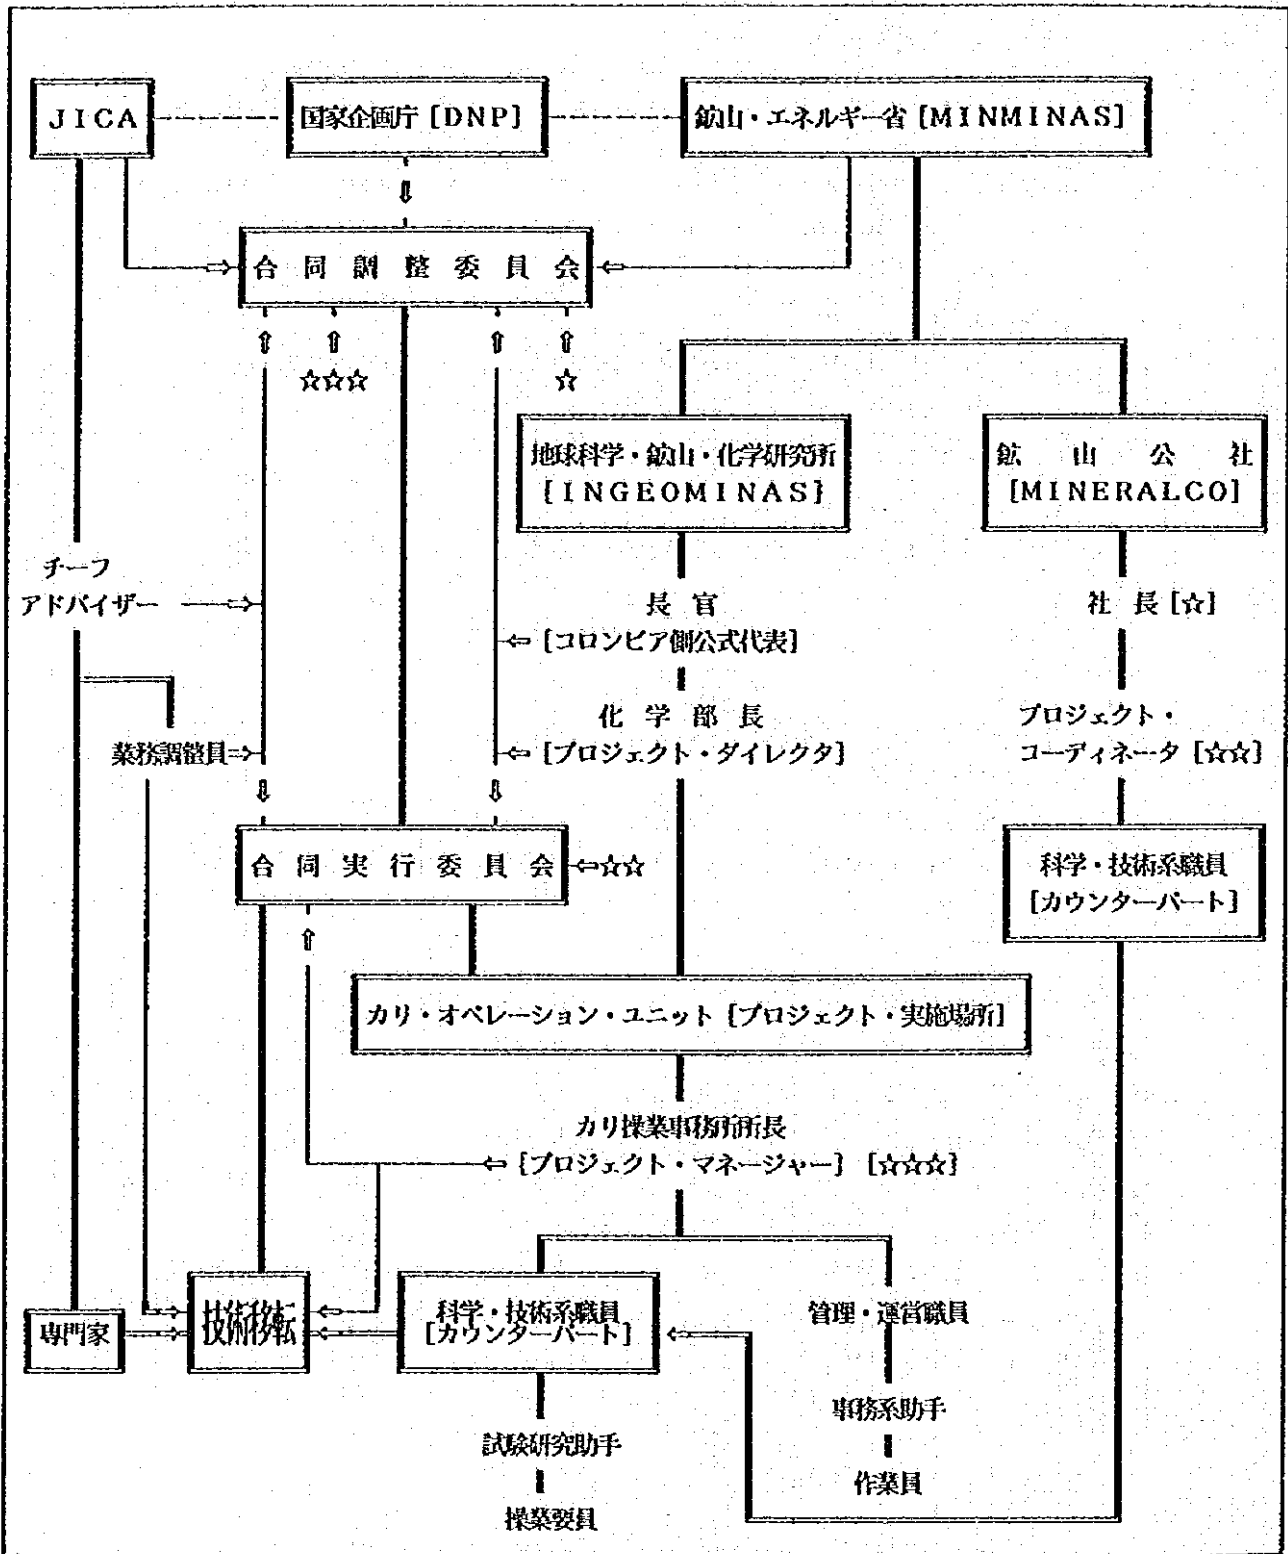 JICA
国家企画庁 [DNP]
鉱山・エネルギー省 [MINMINAS]
⇩
⇨ 合同調整委員会 ⇦
⇧ ⇧ ⇧ ⇧
☆☆☆ ☆
地球科学・鉱山・化学研究所
[INGEOMINAS]
鉱山公社
[MINERALCO]
チーフ
アドバイザー ⇨
長官
⇦ [コロンビア側公式代表]
社長 [☆]
化学部長
⇦ [プロジェクト・ダイレクタ]
プロジェクト・
コーディネータ [☆☆]
業務調整員⇨
⇩ ⇩
合同実行委員会 ⇦☆☆
科学・技術系職員
[カウンターパート]
⇧
カリ・オペレーション・ユニット [プロジェクト・実施場所]
カリ操業事務所所長
⇦ [プロジェクト・マネージャー] [☆☆☆]
専門家
⇨ 技術移転 ⇦
科学・技術系職員
[カウンターパート] ⇦
管理・運営職員
事務系助手
試験研究助手
作業員
操業要員